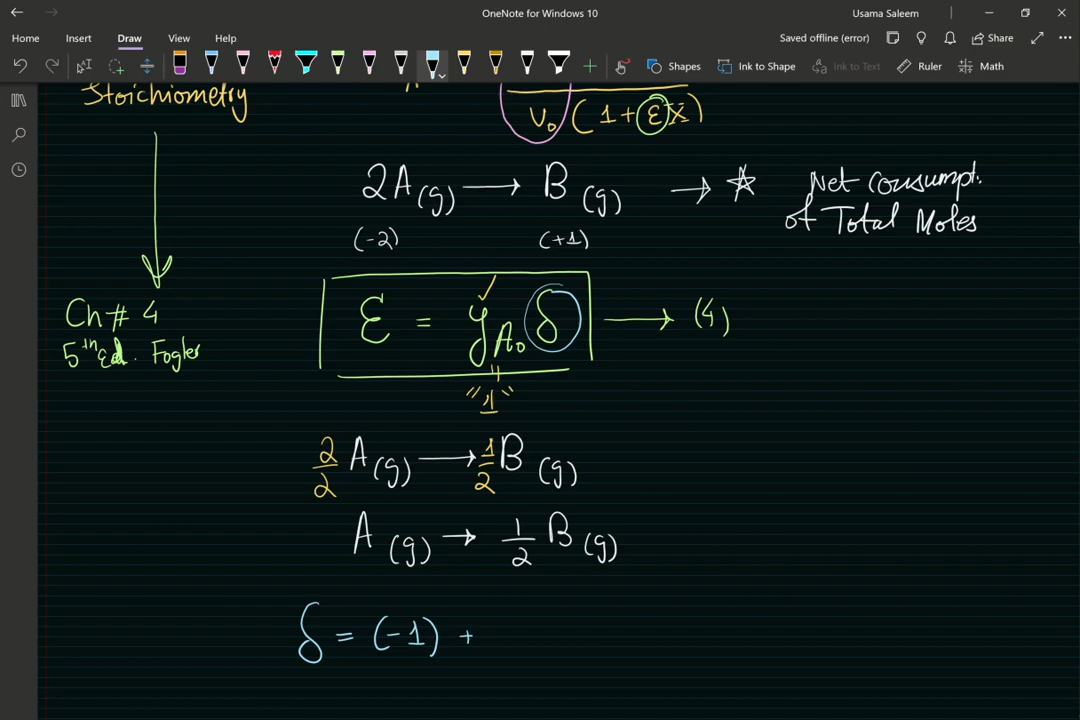 OneNote for Windows 10
Usama Saleem
Home Insert Draw View Help
Saved offline (error)
Share
Shapes
Ink to Shape
Ink to Text
Ruler
Math
Stoichiometry
V₀ (1 + ε X)
2A(g) → B(g) → ☆ Net Consumpt. of Total Moles
(-2) (+1)
ε = y_A₀ δ → (4)
"1"
Ch# 4
5th Ed. Fogler
2/2 A(g) → 1/2 B(g)
A(g) → 1/2 B(g)
δ = (-1) +